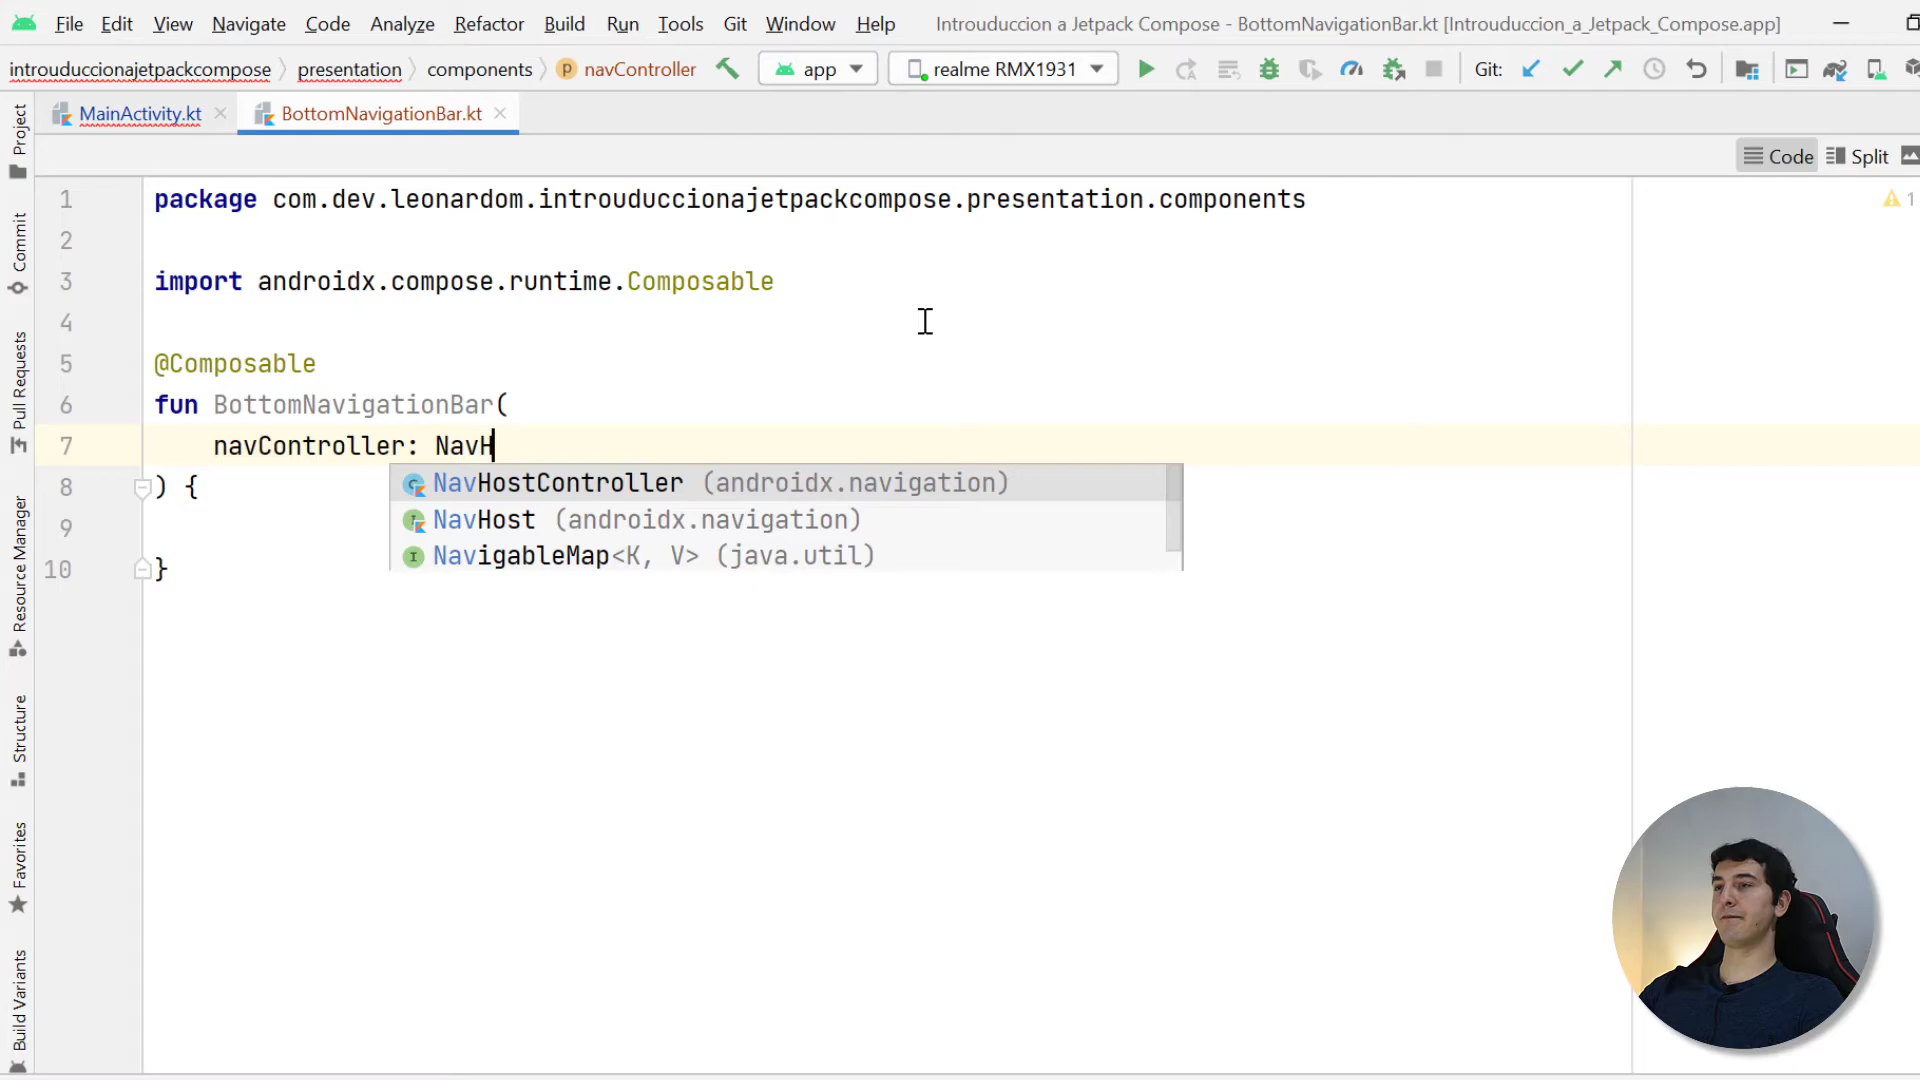 File Edit View Navigate Code Analyze Refactor Build Run Tools Git Window Help Introuduccion a Jetpack Compose - BottomNavigationBar.kt [Introuduccion_a_Jetpack_Compose.app]
introuduccionajetpackcompose presentation components navController app realme RMX1931 Git:
MainActivity.kt BottomNavigationBar.kt
Code Split
1 package com.dev.leonardom.introuduccionajetpackcompose.presentation.components 1
2
3 import androidx.compose.runtime.Composable
4
5 @Composable
6 fun BottomNavigationBar(
7 navController: NavH
8 ) {
9
10 }
NavHostController (androidx.navigation)
NavHost (androidx.navigation)
NavigableMap<K, V> (java.util)
Project
Commit
Pull Requests
Resource Manager
Structure
Favorites
Build Variants